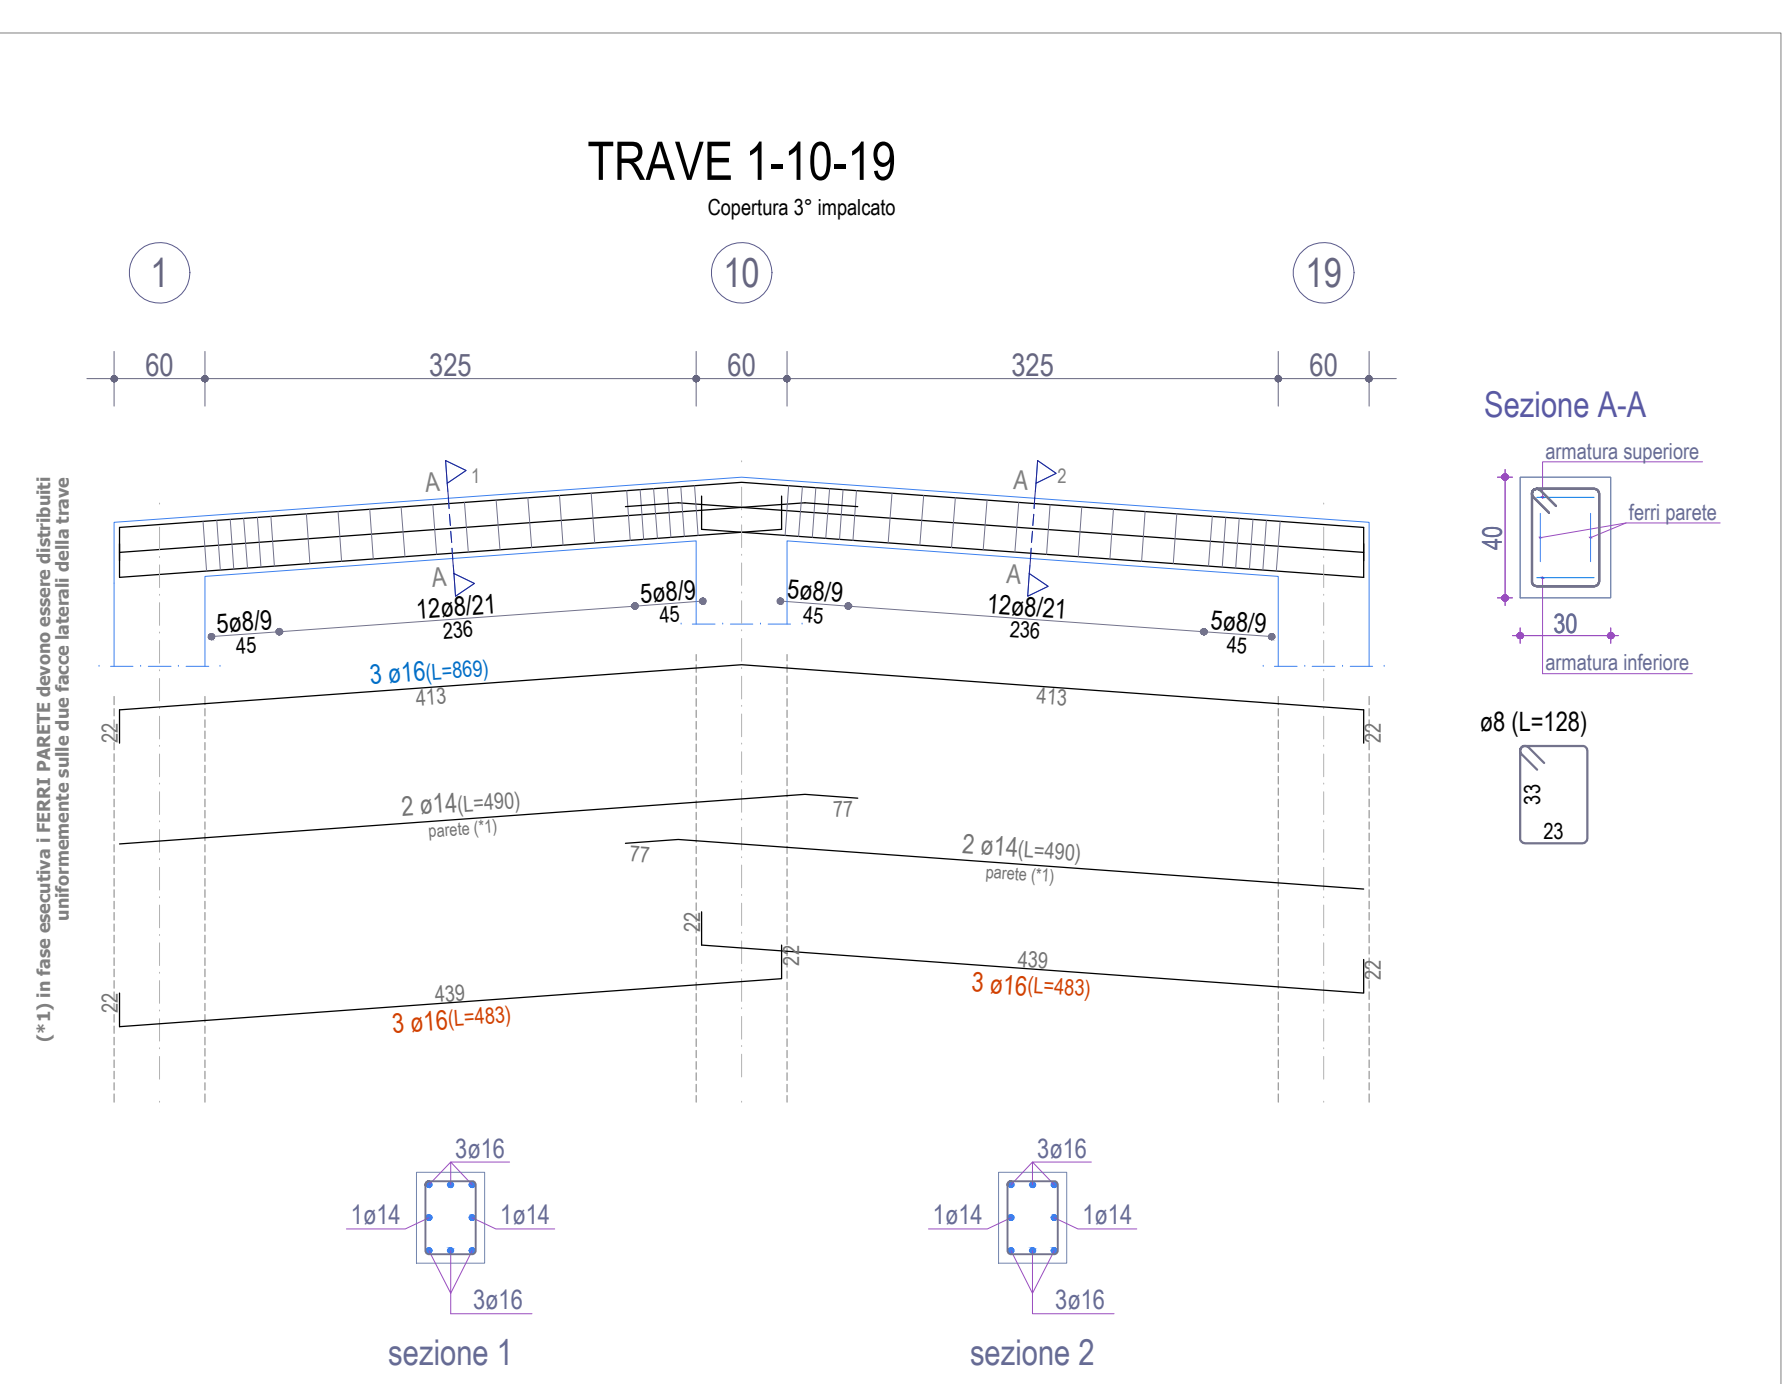 TRAVE 1-10-19
Copertura 3° impalcato
1
10
19
60
325
60
325
60
Sezione A-A
armatura superiore
ferri parete
40
30
armatura inferiore
ø8 (L=128)
33
23
(*1) in fase esecutiva i FERRI PARETE devono essere distribuiti
uniformemente sulle due facce laterali della trave
A
1
A
2
A
A
5ø8/9
45
12ø8/21
236
5ø8/9
45
5ø8/9
45
12ø8/21
236
5ø8/9
45
3 ø16(L=869)
413
413
22
22
2 ø14(L=490)
parete (*1)
77
77
2 ø14(L=490)
parete (*1)
22
439
3 ø16(L=483)
22
22
439
3 ø16(L=483)
22
3ø16
1ø14
1ø14
3ø16
sezione 1
3ø16
1ø14
1ø14
3ø16
sezione 2